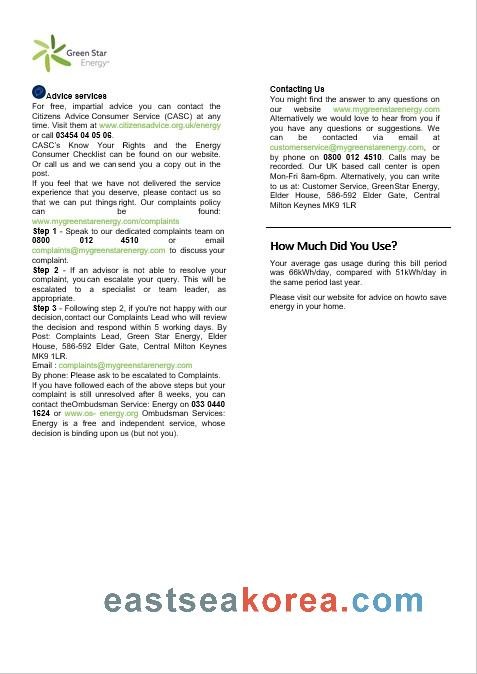 Green Star
Energy
Advice services
For free, impartial advice you can contact the
Citizens Advice Consumer Service (CASC) at any
time. Visit them at www.citizensadvice.org.uk/energy
or call 03454 04 05 06.
CASC's Know Your Rights and the Energy
Consumer Checklist can be found on our website.
Or call us and we can send you a copy out in the
post.
If you feel that we have not delivered the service
experience that you deserve, please contact us so
that we can put things right. Our complaints policy
can be found:
www.mygreenstarenergy.com/complaints
Step 1 - Speak to our dedicated complaints team on
0800 012 4510 or email
complaints@mygreenstarenergy.com to discuss your
complaint.
Step 2 - If an advisor is not able to resolve your
complaint, you can escalate your query. This will be
escalated to a specialist or team leader, as
appropriate.
Step 3 - Following step 2, if you're not happy with our
decision, contact our Complaints Lead who will review
the decision and respond within 5 working days. By
Post: Complaints Lead, Green Star Energy, Elder
House, 586-592 Elder Gate, Central Milton Keynes
MK9 1LR.
Email : complaints@mygreenstarenergy.com
By phone: Please ask to be escalated to Complaints.
If you have followed each of the above steps but your
complaint is still unresolved after 8 weeks, you can
contact theOmbudsman Service: Energy on 033 0440
1624 or www.os- energy.org Ombudsman Services:
Energy is a free and independent service, whose
decision is binding upon us (but not you).
Contacting Us
You might find the answer to any questions on
our website www.mygreenstarenergy.com
Alternatively we would love to hear from you if
you have any questions or suggestions. We
can be contacted via email at
customerservice@mygreenstarenergy.com, or
by phone on 0800 012 4510. Calls may be
recorded. Our UK based call center is open
Mon-Fri 8am-6pm. Alternatively, you can write
to us at: Customer Service, GreenStar Energy,
Elder House, 586-592 Elder Gate, Central
Milton Keynes MK9 1LR
How Much Did You Use?
Your average gas usage during this bill period
was 66kWh/day, compared with 51kWh/day in
the same period last year.
Please visit our website for advice on howto save
energy in your home.
eastseakorea.com